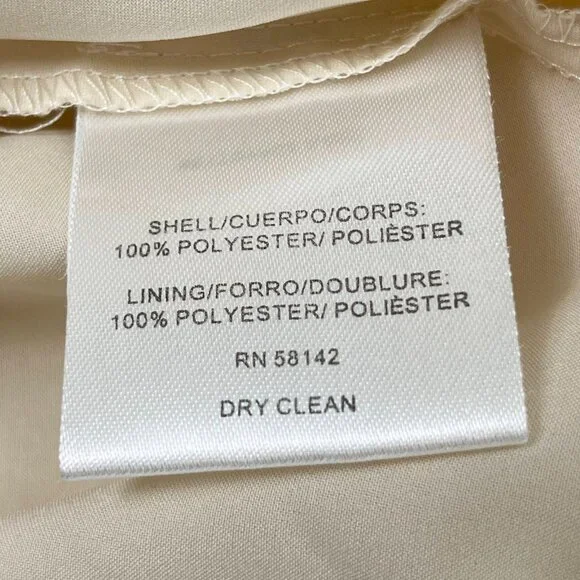 SHELL/CUERPO/CORPS:
100% POLYESTER/ POLIÈSTER
LINING/FORRO/DOUBLURE:
100% POLYESTER/ POLIÈSTER
RN 58142
DRY CLEAN